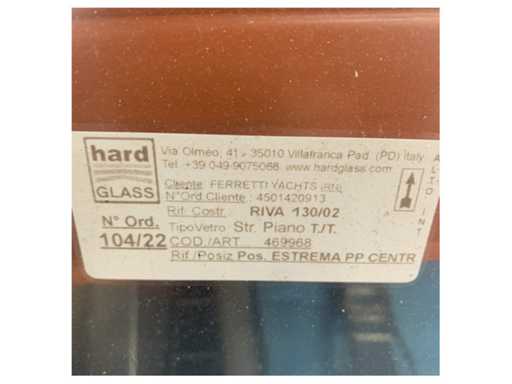 hard
GLASS
Via Olmeo, 41 - 35010 Villafranca Pad. (PD) Italy
Tel. +39 049-9075068 www.hardglass.com
Cliente: FERRETTI YACHTS
N°Ord.Cliente : 4501420913
Rif. Costr. RIVA 130/02
N° Ord.
104/22
TipoVetro Str. Piano T./T.
COD./ART 469968
Rif./Posiz Pos. ESTREMA PP CENTR
ALTO
INT